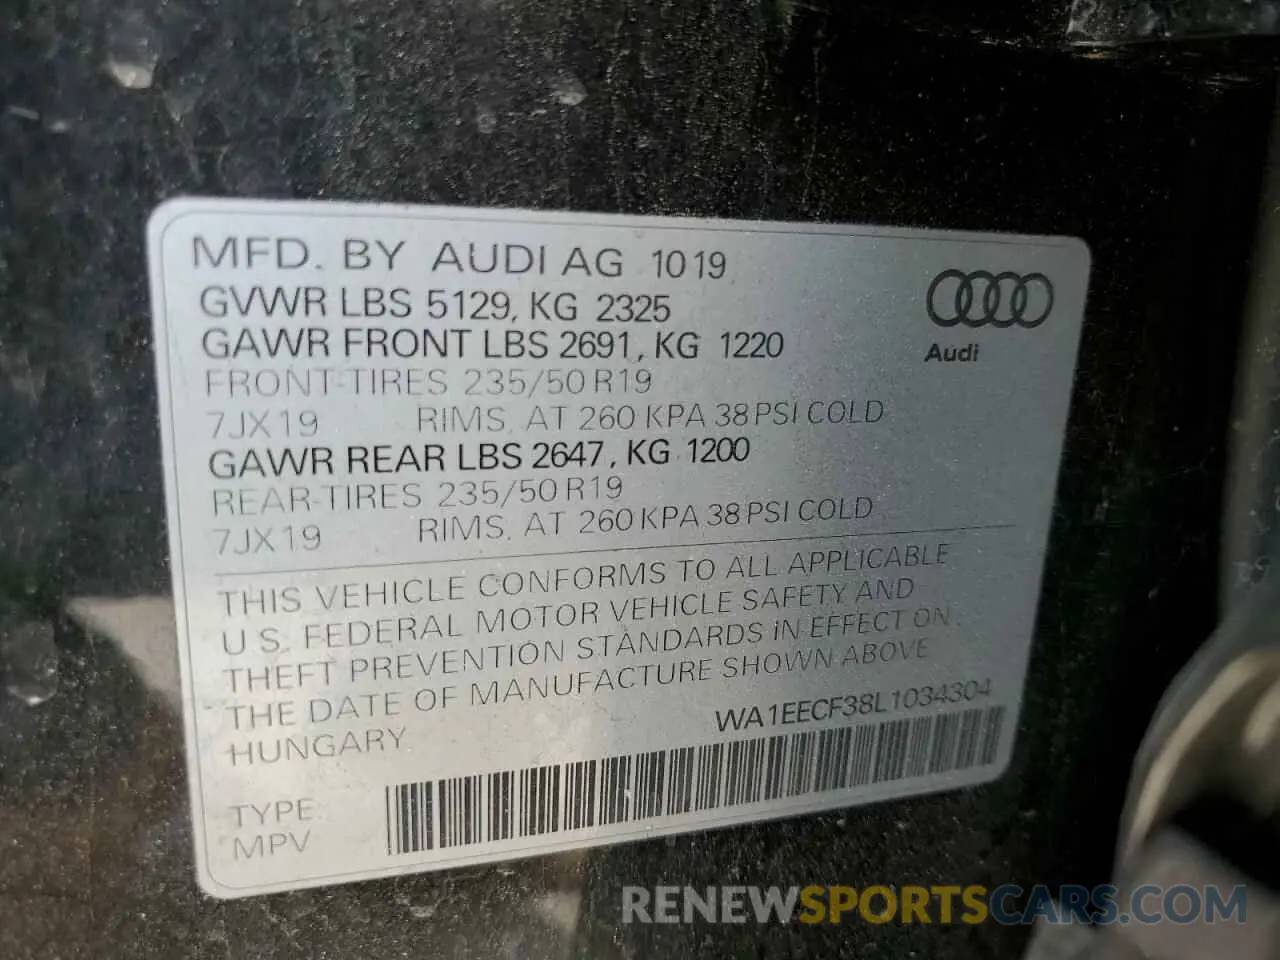 MFD. BY AUDI AG 1019
GVWR LBS 5129, KG 2325
GAWR FRONT LBS 2691, KG 1220
FRONT-TIRES 235/50 R19
7JX19 RIMS, AT 260 KPA 38 PSI COLD
GAWR REAR LBS 2647, KG 1200
REAR-TIRES 235/50 R19
7JX19 RIMS, AT 260 KPA 38 PSI COLD
Audi
THIS VEHICLE CONFORMS TO ALL APPLICABLE
U.S. FEDERAL MOTOR VEHICLE SAFETY AND
THEFT PREVENTION STANDARDS IN EFFECT ON
THE DATE OF MANUFACTURE SHOWN ABOVE
HUNGARY WA1EECF38L1034304
TYPE:
MPV
RENEWSPORTSCARS.COM